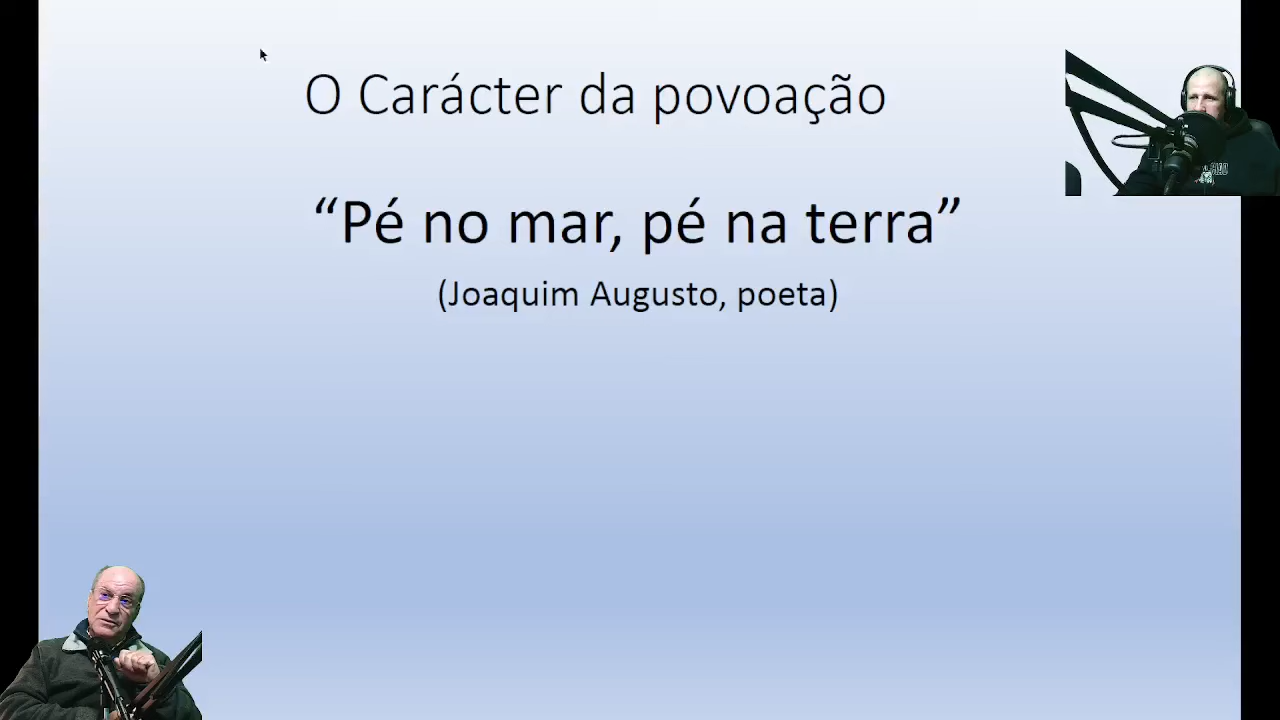 O Carácter da povoação
“Pé no mar, pé na terra”
(Joaquim Augusto, poeta)